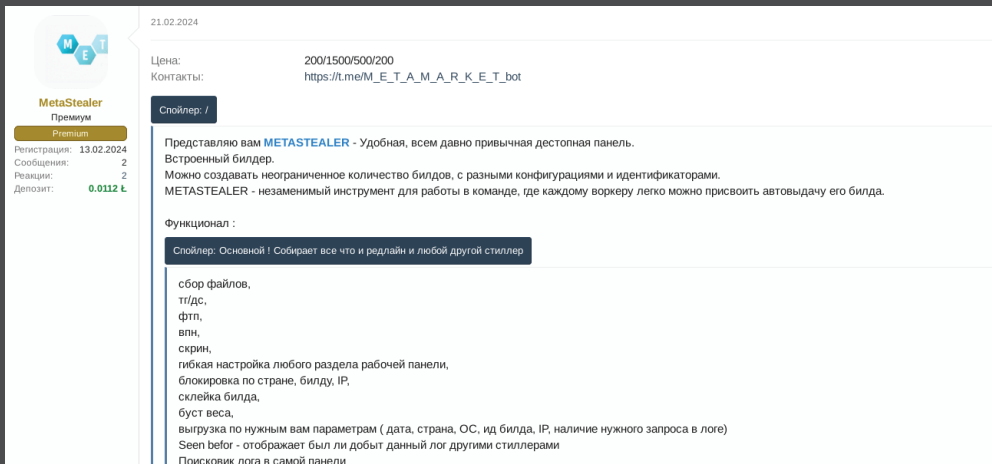 21.02.2024
M E T
MetaStealer
Премиум
Premium
Регистрация: 13.02.2024
Сообщения: 2
Реакции: 2
Депозит: 0.0112 Ł
Цена: 200/1500/500/200
Контакты: https://t.me/M_E_T_A_M_A_R_K_E_T_bot
Спойлер: /
Представляю вам METASTEALER - Удобная, всем давно привычная дестопная панель.
Встроенный билдер.
Можно создавать неограниченное количество билдов, с разными конфигурациями и идентификаторами.
METASTEALER - незаменимый инструмент для работы в команде, где каждому воркеру легко можно присвоить автовыдачу его билда.
Функционал :
Спойлер: Основной ! Собирает все что и редлайн и любой другой стиллер
сбор файлов,
тг/дс,
фтп,
впн,
скрин,
гибкая настройка любого раздела рабочей панели,
блокировка по стране, билду, IP,
склейка билда,
буст веса,
выгрузка по нужным вам параметрам ( дата, страна, ОС, ид билда, IP, наличие нужного запроса в логе)
Seen befor - отображает был ли добыт данный лог другими стиллерами
Поисковик лога в самой панели